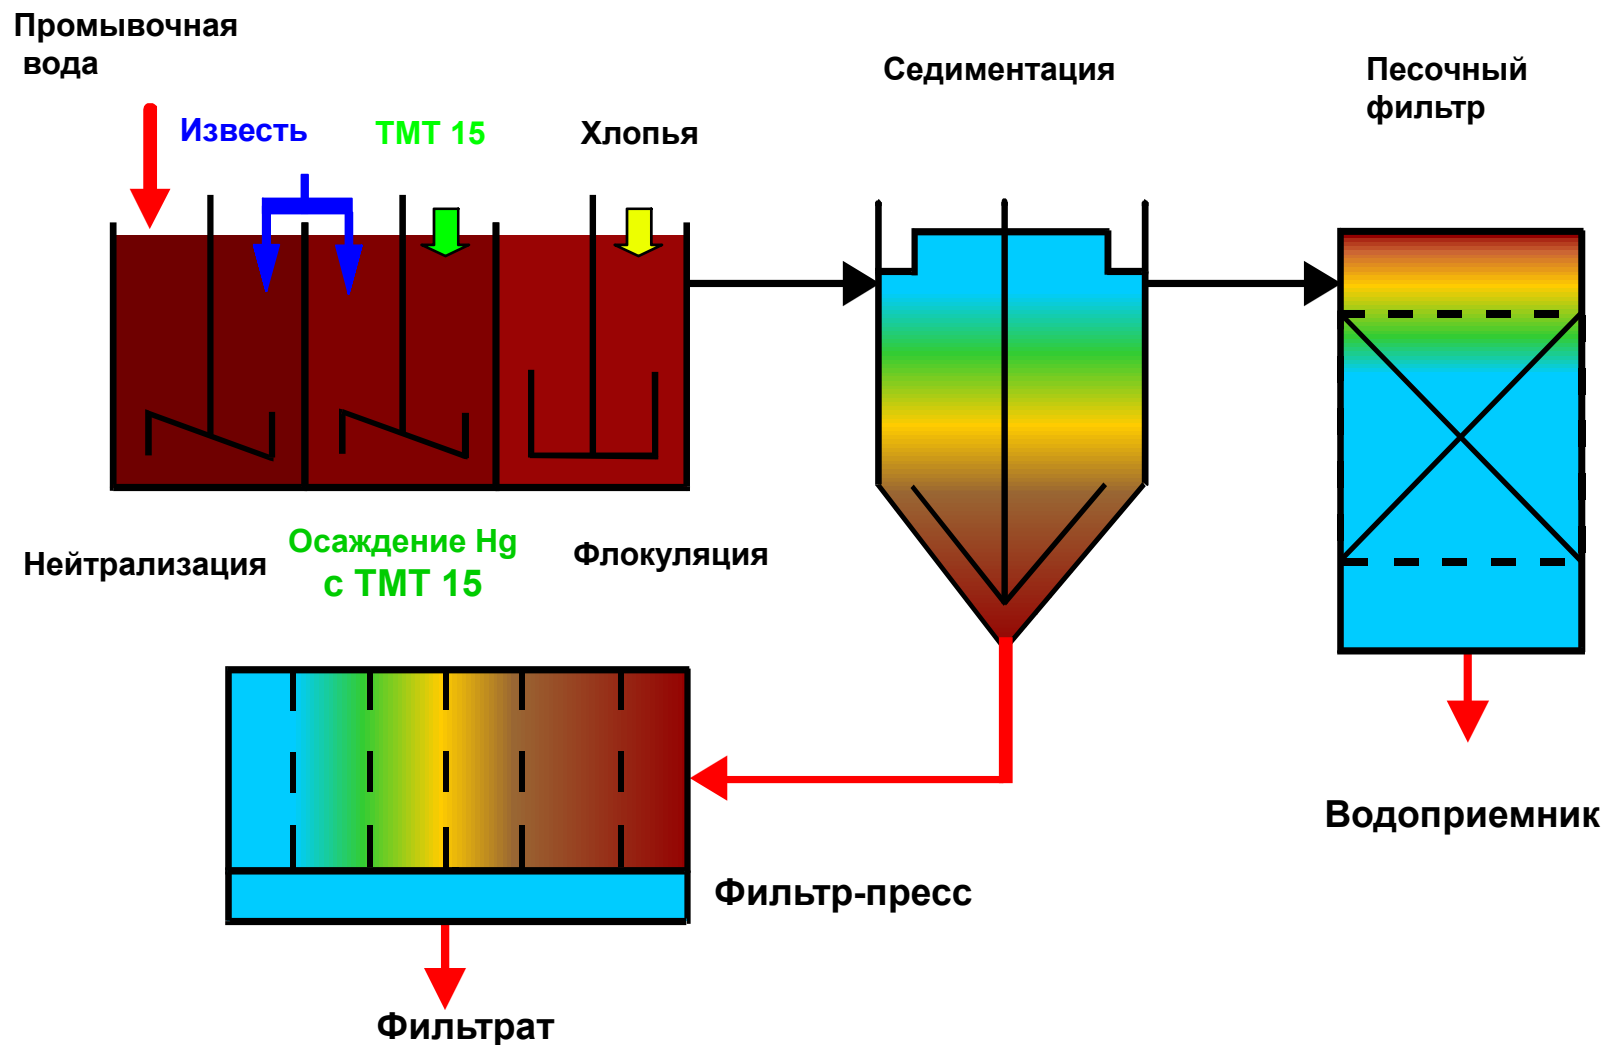 Промывочная
вода
Известь
ТМТ 15
Хлопья
Седиментация
Песочный
фильтр
Нейтрализация
Осаждение Hg
с ТМТ 15
Флокуляция
Водоприемник
Фильтр-пресс
Фильтрат